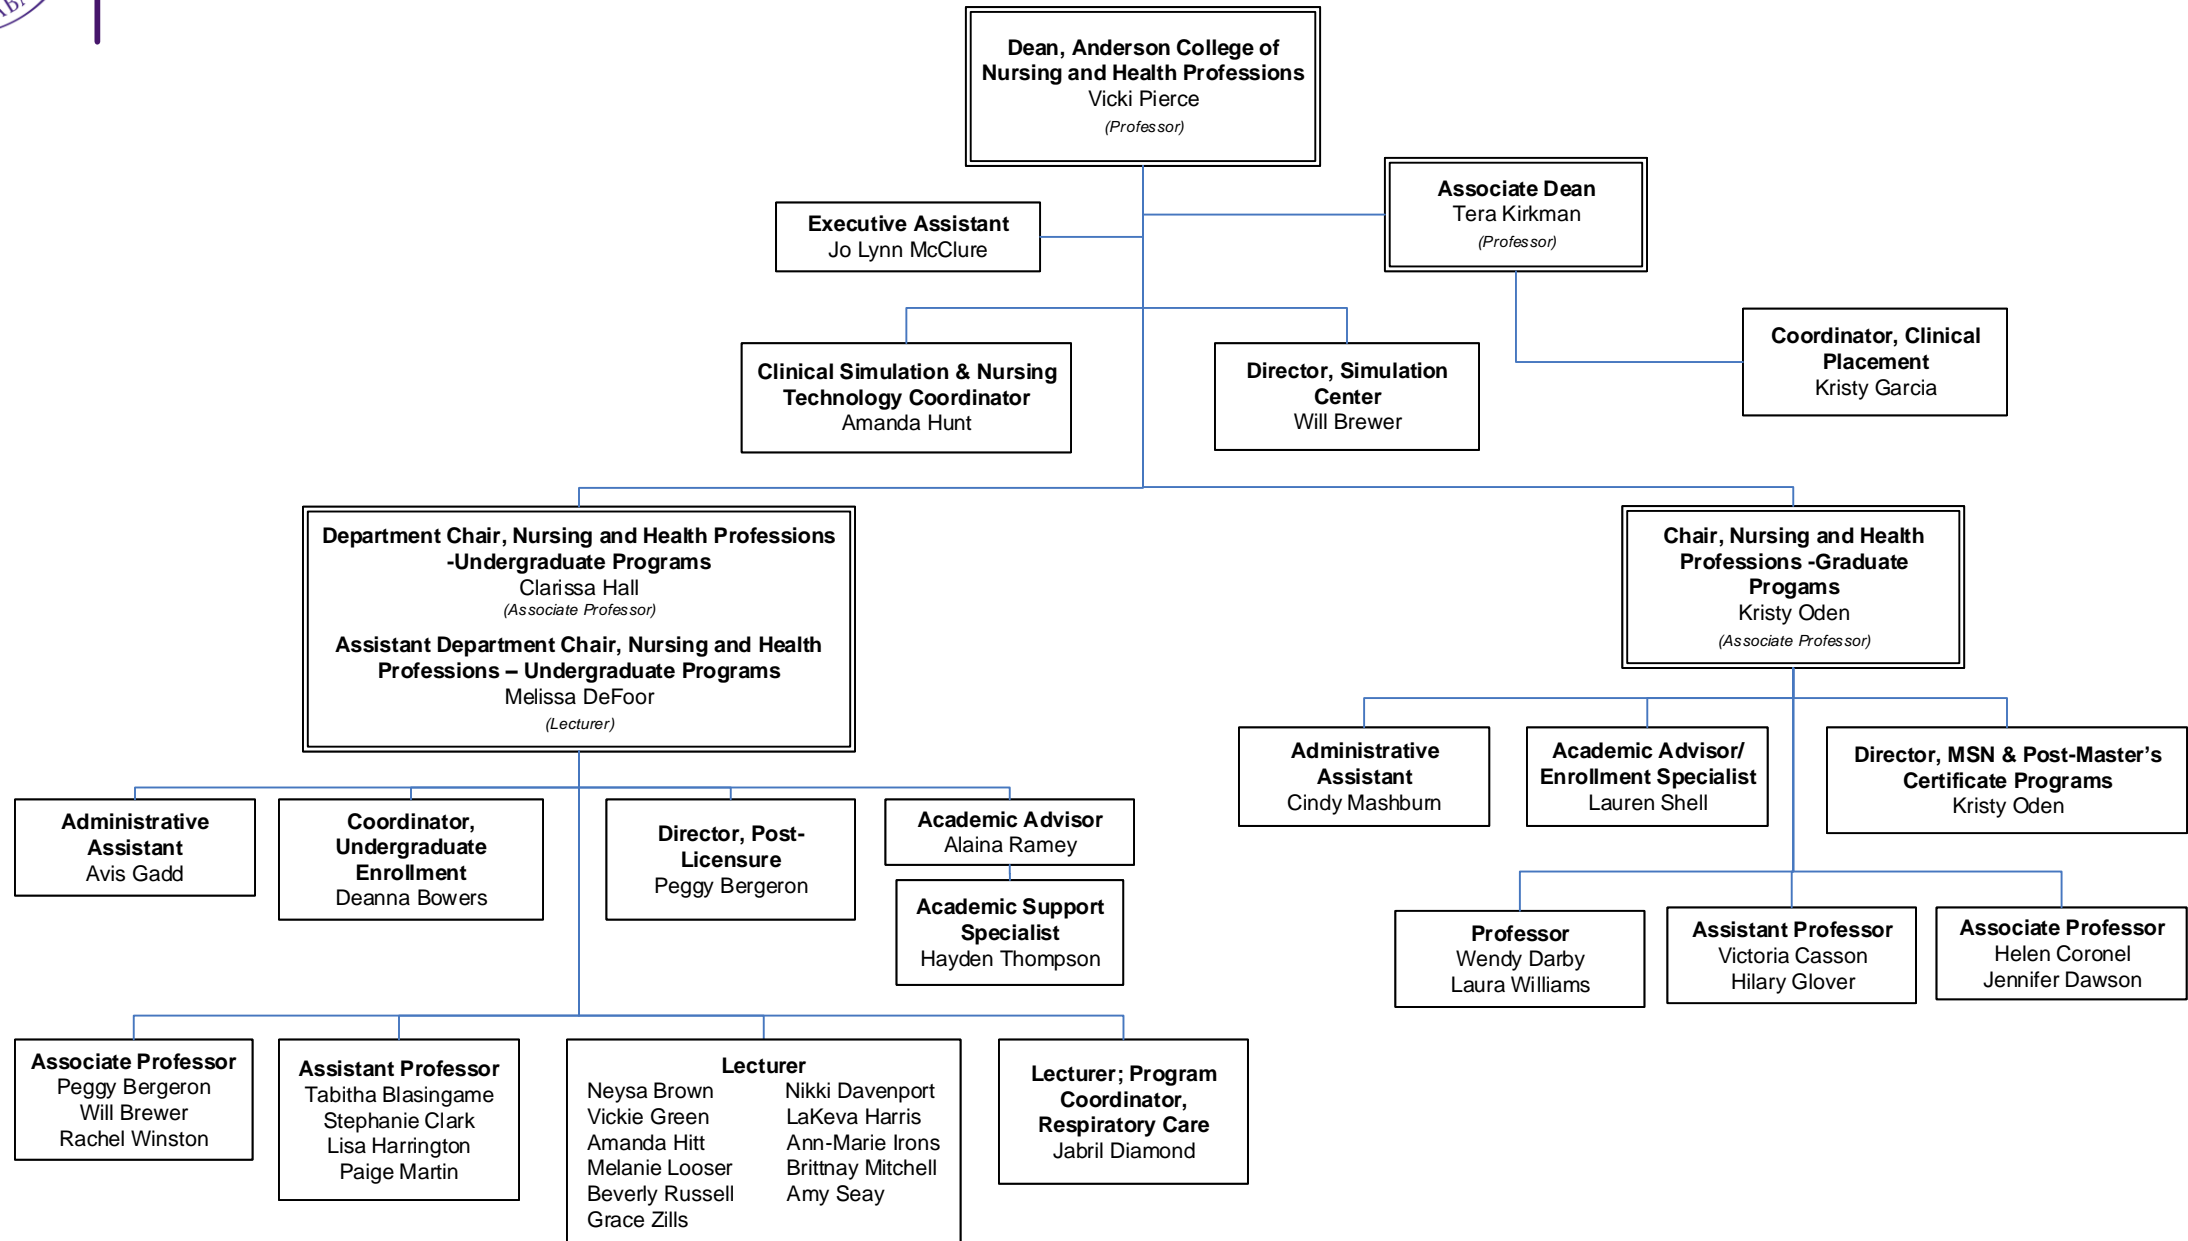 Dean, Anderson College of
Nursing and Health Professions
Vicki Pierce
(Professor)
Associate Dean
Tera Kirkman
(Professor)
Executive Assistant
Jo Lynn McClure
Coordinator, Clinical
Placement
Kristy Garcia
Clinical Simulation & Nursing
Technology Coordinator
Amanda Hunt
Director, Simulation
Center
Will Brewer
Department Chair, Nursing and Health Professions
-Undergraduate Programs
Clarissa Hall
(Associate Professor)
Assistant Department Chair, Nursing and Health
Professions – Undergraduate Programs
Melissa DeFoor
(Lecturer)
Chair, Nursing and Health
Professions -Graduate
Progams
Kristy Oden
(Associate Professor)
Administrative
Assistant
Cindy Mashburn
Academic Advisor/
Enrollment Specialist
Lauren Shell
Director, MSN & Post-Master's
Certificate Programs
Kristy Oden
Administrative
Assistant
Avis Gadd
Coordinator,
Undergraduate
Enrollment
Deanna Bowers
Director, Post-
Licensure
Peggy Bergeron
Academic Advisor
Alaina Ramey
Academic Support
Specialist
Hayden Thompson
Professor
Wendy Darby
Laura Williams
Assistant Professor
Victoria Casson
Hilary Glover
Associate Professor
Helen Coronel
Jennifer Dawson
Associate Professor
Peggy Bergeron
Will Brewer
Rachel Winston
Assistant Professor
Tabitha Blasingame
Stephanie Clark
Lisa Harrington
Paige Martin
Lecturer
Neysa Brown
Vickie Green
Amanda Hitt
Melanie Looser
Beverly Russell
Grace Zills
Nikki Davenport
LaKeva Harris
Ann-Marie Irons
Brittnay Mitchell
Amy Seay
Lecturer; Program
Coordinator,
Respiratory Care
Jabril Diamond